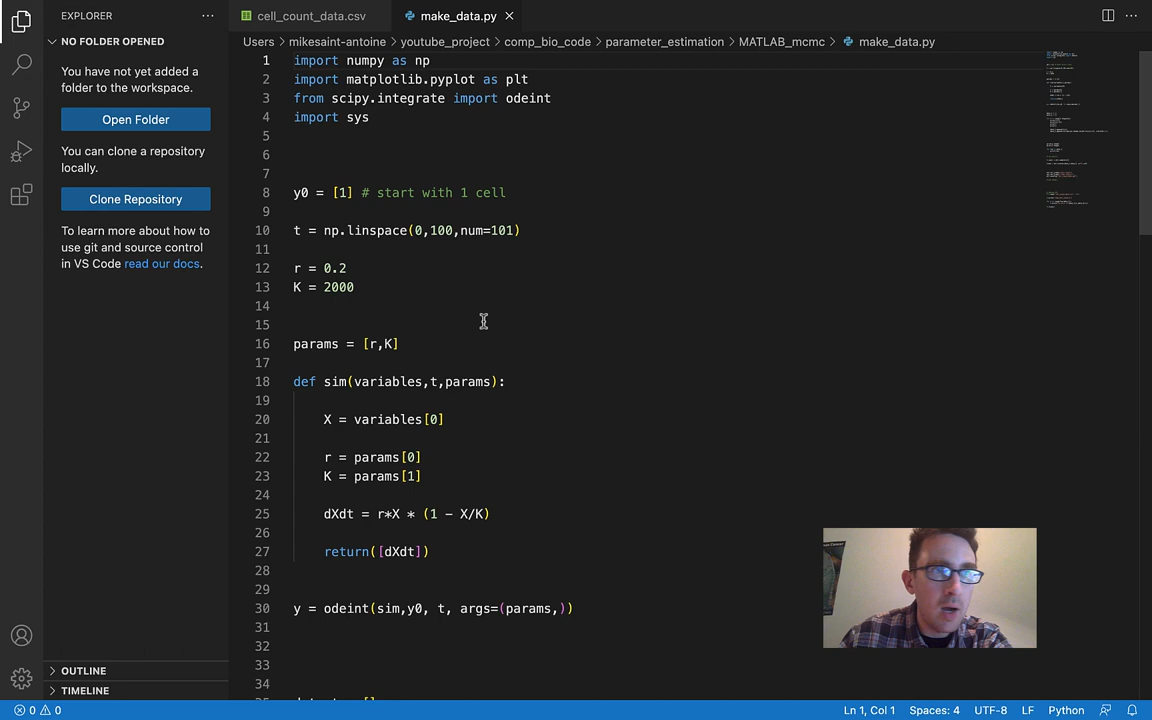 EXPLORER
cell_count_data.csv
make_data.py
NO FOLDER OPENED
Users > mikesaint-antoine > youtube_project > comp_bio_code > parameter_estimation > MATLAB_mcmc > make_data.py
You have not yet added a
folder to the workspace.
Open Folder
You can clone a repository
locally.
Clone Repository
To learn more about how to
use git and source control
in VS Code read our docs.
1 import numpy as np
2 import matplotlib.pyplot as plt
3 from scipy.integrate import odeint
4 import sys
5
6
7
8 y0 = [1] # start with 1 cell
9
10 t = np.linspace(0,100,num=101)
11
12 r = 0.2
13 K = 2000
14
15
16 params = [r,K]
17
18 def sim(variables,t,params):
19
20 X = variables[0]
21
22 r = params[0]
23 K = params[1]
24
25 dXdt = r*X * (1 - X/K)
26
27 return([dXdt])
28
29
30 y = odeint(sim,y0, t, args=(params,))
31
32
33
34
OUTLINE
TIMELINE
0 0
Ln 1, Col 1
Spaces: 4
UTF-8
LF
Python